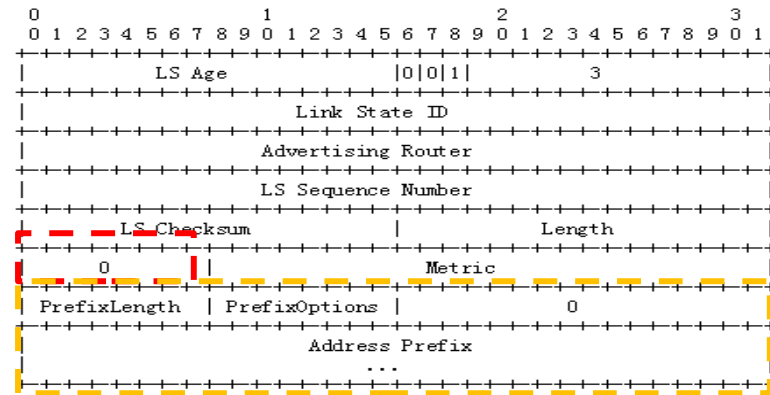 0 1 2 3
0 1 2 3 4 5 6 7 8 9 0 1 2 3 4 5 6 7 8 9 0 1 2 3 4 5 6 7 8 9 0 1
| LS Age |0|0|1| 3
| Link State ID
| Advertising Router
| LS Sequence Number
| LS Checksum | Length
| 0 | Metric
| PrefixLength | PrefixOptions | 0
| Address Prefix
| ...